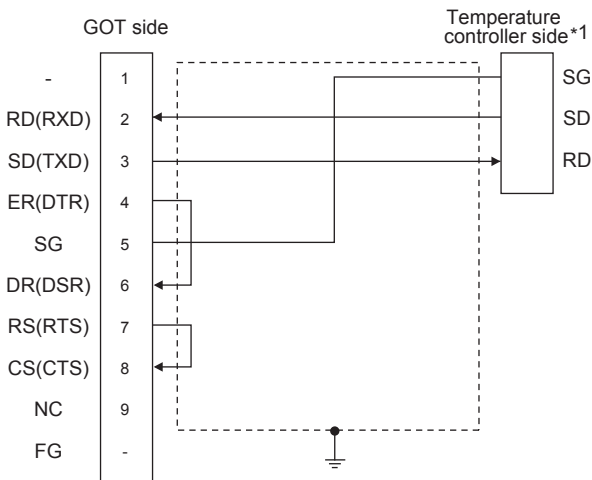 GOT side
Temperature
controller side*1
- 1
RD(RXD) 2
SD(TXD) 3
ER(DTR) 4
SG 5
DR(DSR) 6
RS(RTS) 7
CS(CTS) 8
NC 9
FG -
SG
SD
RD